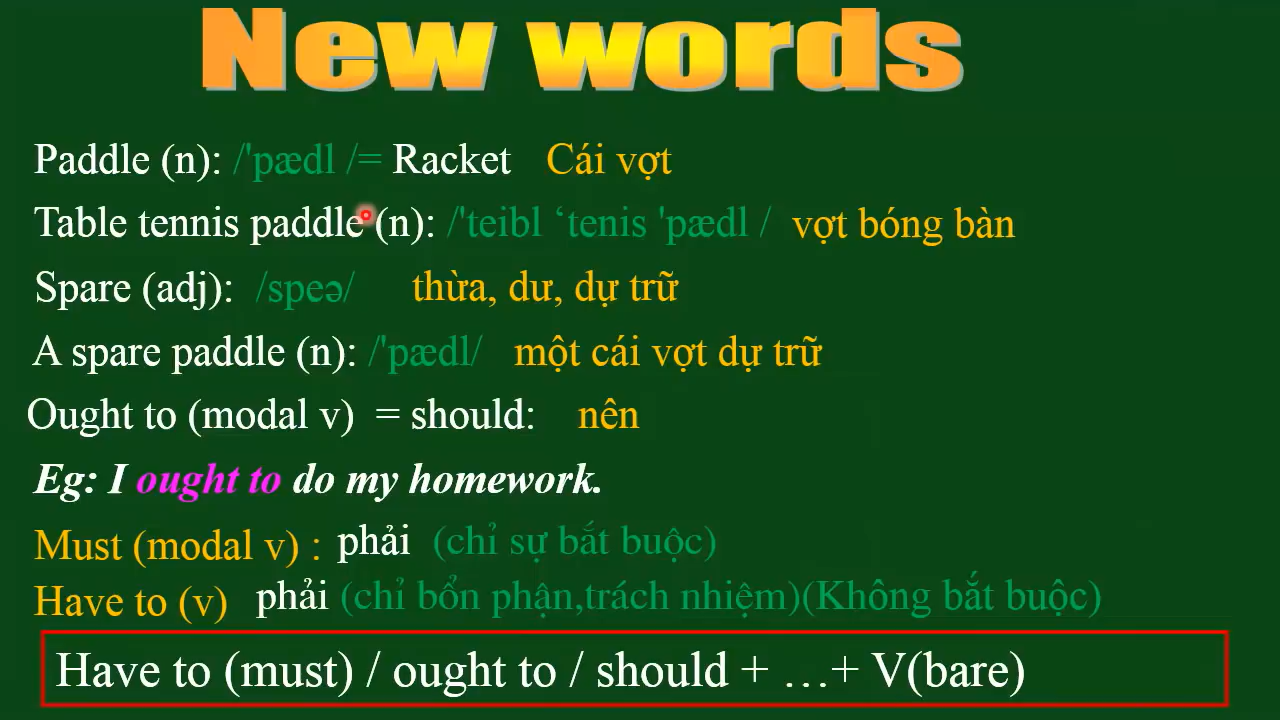 New words
Paddle (n): /'pædl /= Racket Cái vợt
Table tennis paddle (n): /'teibl ‘tenis 'pædl / vợt bóng bàn
Spare (adj): /speə/ thừa, dư, dự trữ
A spare paddle (n): /'pædl/ một cái vợt dự trữ
Ought to (modal v) = should: nên
Eg: I ought to do my homework.
Must (modal v) : phải (chỉ sự bắt buộc)
Have to (v) phải (chỉ bổn phận,trách nhiệm)(Không bắt buộc)
Have to (must) / ought to / should + …+ V(bare)